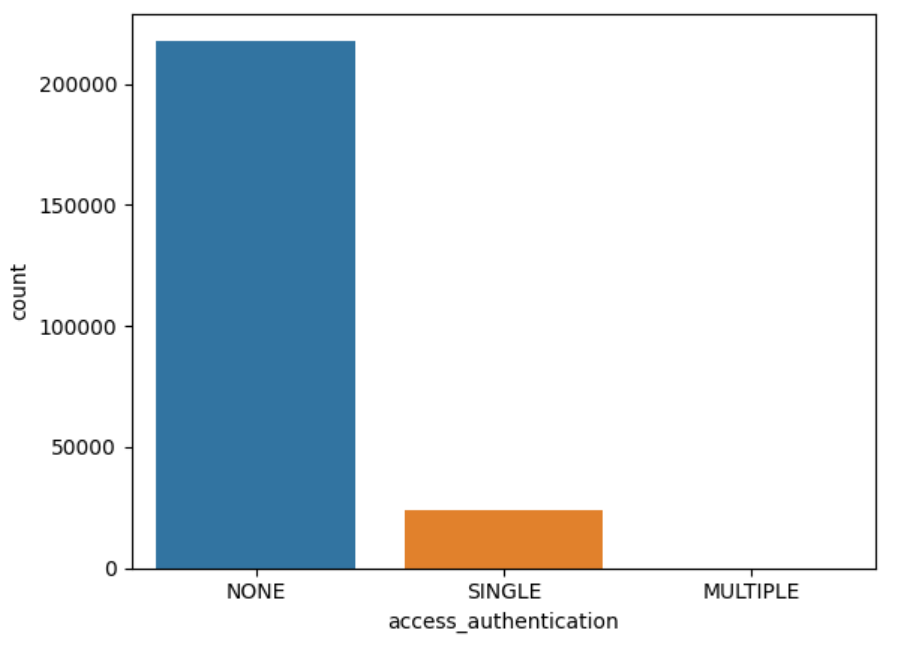 200000
150000
100000
50000
0
count
NONE SINGLE MULTIPLE
access_authentication